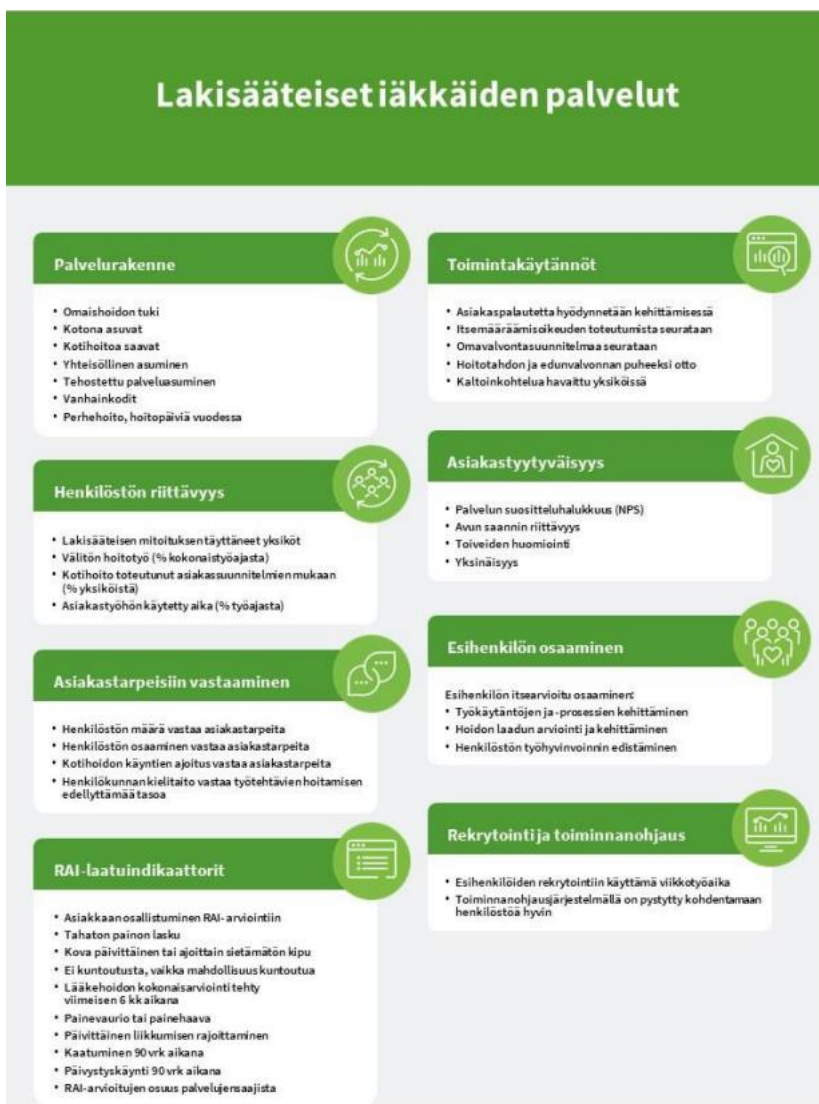 Lakisääteiset iäkkäiden palvelut
Palvelurakenne
• Omaishoidon tuki
• Kotona asuvat
• Kotihoitoa saavat
• Yhteisöllinen asuminen
• Tehostettu palveluasuminen
• Vanhainkodit
• Perhehoito, hoitopäiviä vuodessa
Henkilöstön riittävyys
• Lakisääteisen mitoituksen täyttäneet yksiköt
• Välitön hoitotyö (% kokonaistyöajasta)
• Kotihoito toteutunut asiakassuunnitelmien mukaan
(% yksiköistä)
• Asiakastyöhön käytetty aika (% työajasta)
Asiakastarpeisiin vastaaminen
• Henkilöstön määrä vastaa asiakastarpeita
• Henkilöstön osaaminen vastaa asiakastarpeita
• Kotihoidon käyntien ajoitus vastaa asiakastarpeita
• Henkilökunnan kielitaito vastaa työtehtävien hoitamisen
edellyttämää tasoa
RAI-laatuindikaattorit
• Asiakkaan osallistuminen RAI- arviointiin
• Tahaton painon lasku
• Kova päivittäinen tai ajoittain sietämätön kipu
• Ei kuntoutusta, vaikka mahdollisuus kuntoutua
• Lääkehoidon kokonaisarviointi tehty
viimeisen 6 kk aikana
• Painevaurio tai painehaava
• Päivittäinen liikkumisen rajoittaminen
• Kaatuminen 90 vrk aikana
• Päivystyskäynti 90 vrk aikana
• RAI-arvioitujen osuus palvelujensaajista
Toimintakäytännöt
• Asiakaspalautetta hyödynnetään kehittämisessä
• Itsemääräämisoikeuden toteutumista seurataan
• Omavalvontasuunnitelmaa seurataan
• Hoitotahdon ja edunvalvonnan puheeksi otto
• Kaltoinkohtelua havaittu yksiköissä
Asiakastyytyväisyys
• Palvelun suositteluhalukkuus (NPS)
• Avun saannin riittävyys
• Toiveiden huomiointi
• Yksinäisyys
Esihenkilön osaaminen
Esihenkilön itsearvioitu osaaminen:
• Työkäytäntöjen ja -prosessien kehittäminen
• Hoidon laadun arviointi ja kehittäminen
• Henkilöstön työhyvinvoinnin edistäminen
Rekrytointi ja toiminnanohjaus
• Esihenkilöiden rekrytointiin käyttämä viikkotyöaika
• Toiminnanohjausjärjestelmällä on pystytty kohdentamaan
henkilöstöä hyvin